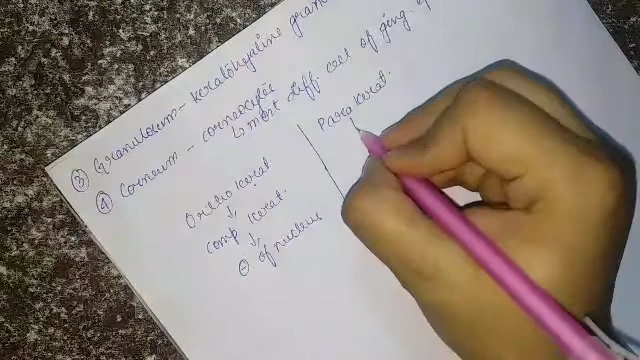 ③ Granulosum - keratohyaline gran
④ Corneum - corneocytes
↳ most diff. cell of ging. ep
Ortho kerat
↓
comp kerat.
↓
⊖ of nucleus
Para kerat.